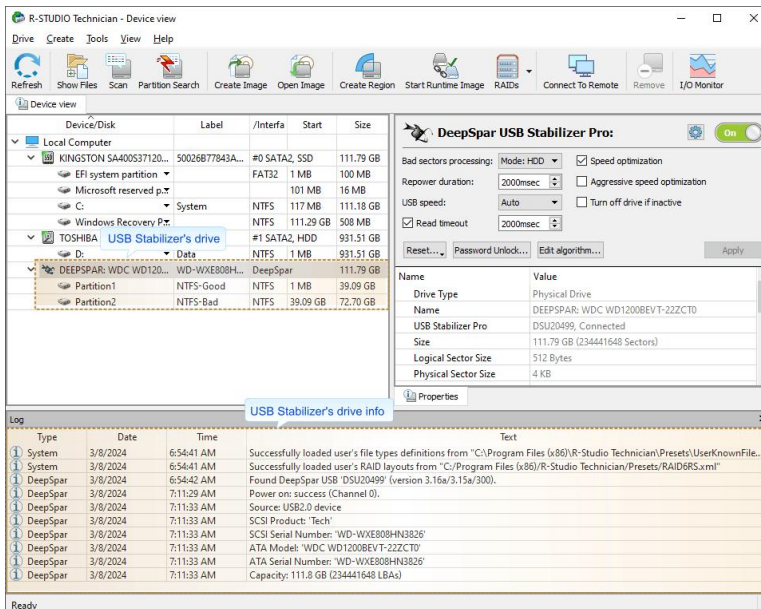 R-STUDIO Technician - Device view
Drive Create Tools View Help
Refresh Show Files Scan Partition Search Create Image Open Image Create Region Start Runtime Image RAIDs Connect To Remote Remove I/O Monitor
Device view
Device/Disk Label /Interfa Start Size
Local Computer
KINGSTON SA400S37120... 50026B77843A... #0 SATA2, SSD 111.79 GB
EFI system partition FAT32 1 MB 100 MB
Microsoft reserved p... 101 MB 16 MB
C: System NTFS 117 MB 111.18 GB
Windows Recovery P... NTFS 111.29 GB 508 MB
TOSHIBA #1 SATA2, HDD 931.51 GB
USB Stabilizer's drive
D: Data NTFS 1 MB 931.51 GB
DEEPSPAR: WDC WD120... WD-WXE808H... DeepSpar 111.79 GB
Partition1 NTFS-Good NTFS 1 MB 39.09 GB
Partition2 NTFS-Bad NTFS 39.09 GB 72.70 GB
DeepSpar USB Stabilizer Pro: On
Bad sectors processing: Mode: HDD Speed optimization
Repower duration: 2000msec Aggressive speed optimization
USB speed: Auto Turn off drive if inactive
Read timeout 2000msec
Reset... Password Unlock... Edit algorithm... Apply
Name Value
Drive Type Physical Drive
Name DEEPSPAR: WDC WD1200BEVT-22ZCT0
USB Stabilizer Pro DSU20499, Connected
Size 111.79 GB (234441648 Sectors)
Logical Sector Size 512 Bytes
Physical Sector Size 4 KB
Properties
USB Stabilizer's drive info
Log
Type Date Time Text
System 3/8/2024 6:54:41 AM Successfully loaded user's file types definitions from "C:\Program Files (x86)\R-Studio Technician\Presets\UserKnownFile...
System 3/8/2024 6:54:41 AM Successfully loaded user's RAID layouts from "C:/Program Files (x86)/R-Studio Technician/Presets/RAID6RS.xml"
DeepSpar 3/8/2024 6:54:42 AM Found DeepSpar USB 'DSU20499' (version 3.16a/3.15a/300).
DeepSpar 3/8/2024 7:11:29 AM Power on: success (Channel 0).
DeepSpar 3/8/2024 7:11:33 AM Source: USB2.0 device
DeepSpar 3/8/2024 7:11:33 AM SCSI Product: 'Tech'
DeepSpar 3/8/2024 7:11:33 AM SCSI Serial Number: 'WD-WXE808HN3826'
DeepSpar 3/8/2024 7:11:33 AM ATA Model: 'WDC WD1200BEVT-22ZCT0'
DeepSpar 3/8/2024 7:11:33 AM ATA Serial Number: 'WD-WXE808HN3826'
DeepSpar 3/8/2024 7:11:33 AM Capacity: 111.8 GB (234441648 LBAs)
Ready